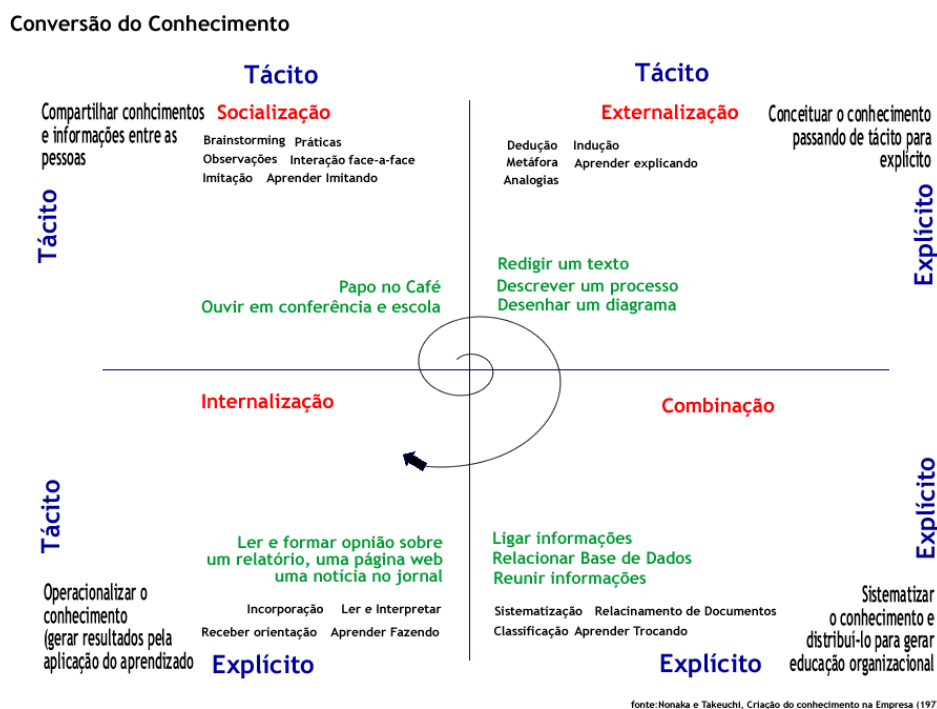 Conversão do Conhecimento
Tácito
Tácito
Compartilhar conhcimentos
e informações entre as
pessoas
Socialização
Brainstorming Práticas
Observações Interação face-a-face
Imitação Aprender Imitando
Tácito
Papo no Café
Ouvir em conferência e escola
Externalização
Dedução Indução
Metáfora Aprender explicando
Analogias
Conceituar o conhecimento
passando de tácito para
explícito
Explícito
Redigir um texto
Descrever um processo
Desenhar um diagrama
Internalização
Tácito
Ler e formar opnião sobre
um relatório, uma página web
uma notícia no jornal
Operacionalizar o
conhecimento
(gerar resultados pela
aplicação do aprendizado
Incorporação Ler e Interpretar
Receber orientação Aprender Fazendo
Explícito
Combinação
Explícito
Ligar informações
Relacionar Base de Dados
Reunir informações
Sistematização Relacinamento de Documentos
Classificação Aprender Trocando
Sistematizar
o conhecimento e
distribuí-lo para gerar
educação organizacional
Explícito
fonte:Nonaka e Takeuchi, Criação do conhecimento na Empresa (197